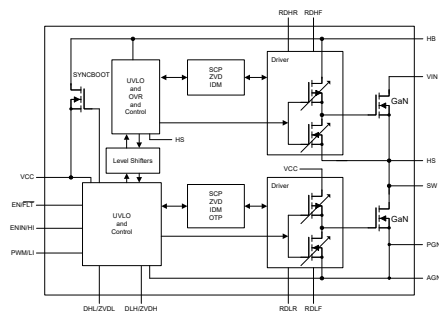 RDHR RDHF
HB
SYNCBOOT
UVLO
and
OVR
and
Control
SCP
ZVD
IDM
Driver
VIN
GaN
HS
HS
Level Shifters
VCC
VCC
SW
EN/FLT
UVLO
and
Control
SCP
ZVD
IDM
OTP
Driver
GaN
ENIN/HI
PWM/LI
PGN
AGN
DHL/ZVDL DLH/ZVDH
RDLR RDLF